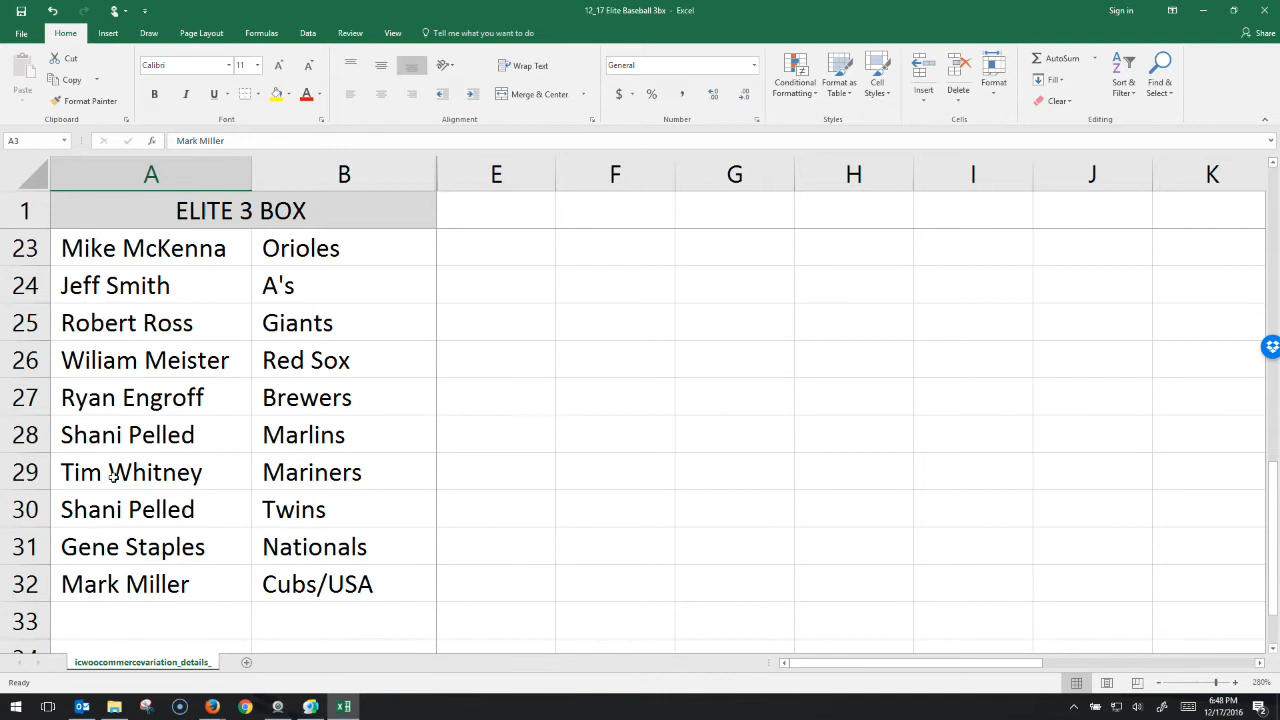 12_17 Elite Baseball 3bx - Excel
Sign in
File Home Insert Draw Page Layout Formulas Data Review View Tell me what you want to do Share
Paste
Cut
Copy
Format Painter
Clipboard
Calibri 11
B I U
Font
Wrap Text
Merge & Center
Alignment
General
$ % ,
Number
Conditional Formatting
Format as Table
Cell Styles
Styles
Insert
Delete
Format
Cells
AutoSum
Fill
Clear
Sort & Filter
Find & Select
Editing
A3 fx Mark Miller
A B E F G H I J K
1 ELITE 3 BOX
23 Mike McKenna Orioles
24 Jeff Smith A's
25 Robert Ross Giants
26 Wiliam Meister Red Sox
27 Ryan Engroff Brewers
28 Shani Pelled Marlins
29 Tim Whitney Mariners
30 Shani Pelled Twins
31 Gene Staples Nationals
32 Mark Miller Cubs/USA
33
icwoocommercevariation_details_
Ready
280%
6:48 PM
12/17/2016